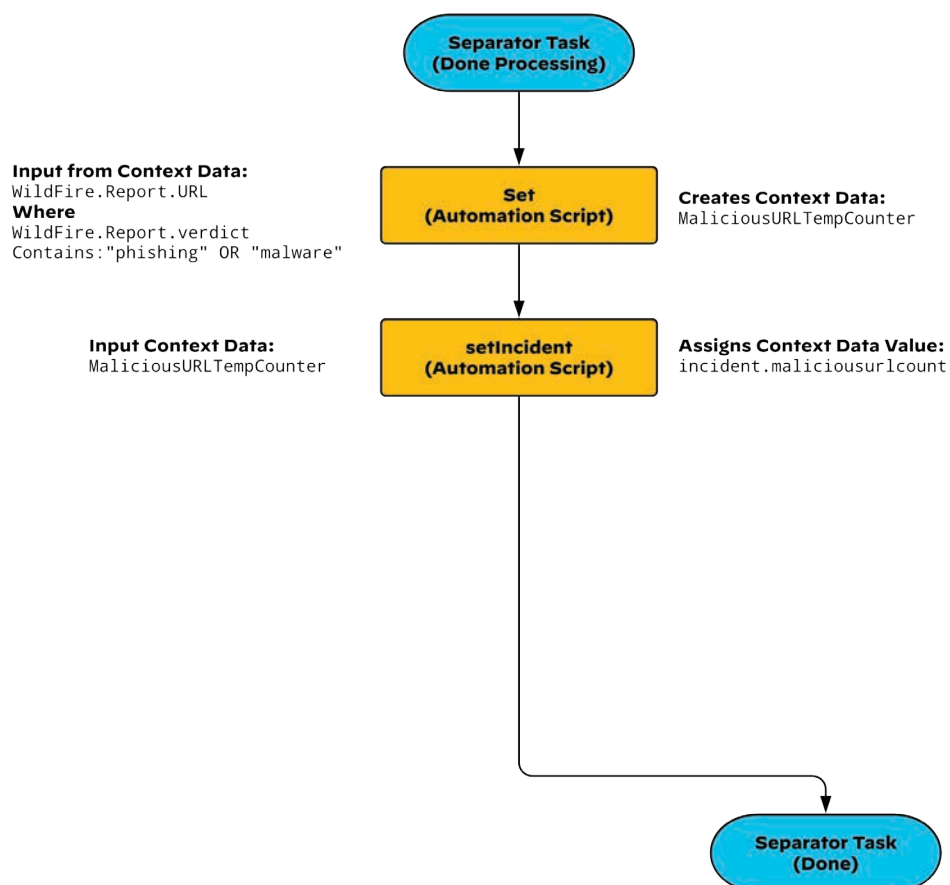 Separator Task
(Done Processing)
Input from Context Data:
WildFire.Report.URL
Where
WildFire.Report.verdict
Contains:"phishing" OR "malware"
Set
(Automation Script)
Creates Context Data:
MaliciousURLTempCounter
Input Context Data:
MaliciousURLTempCounter
setIncident
(Automation Script)
Assigns Context Data Value:
incident.maliciousurlcount
Separator Task
(Done)